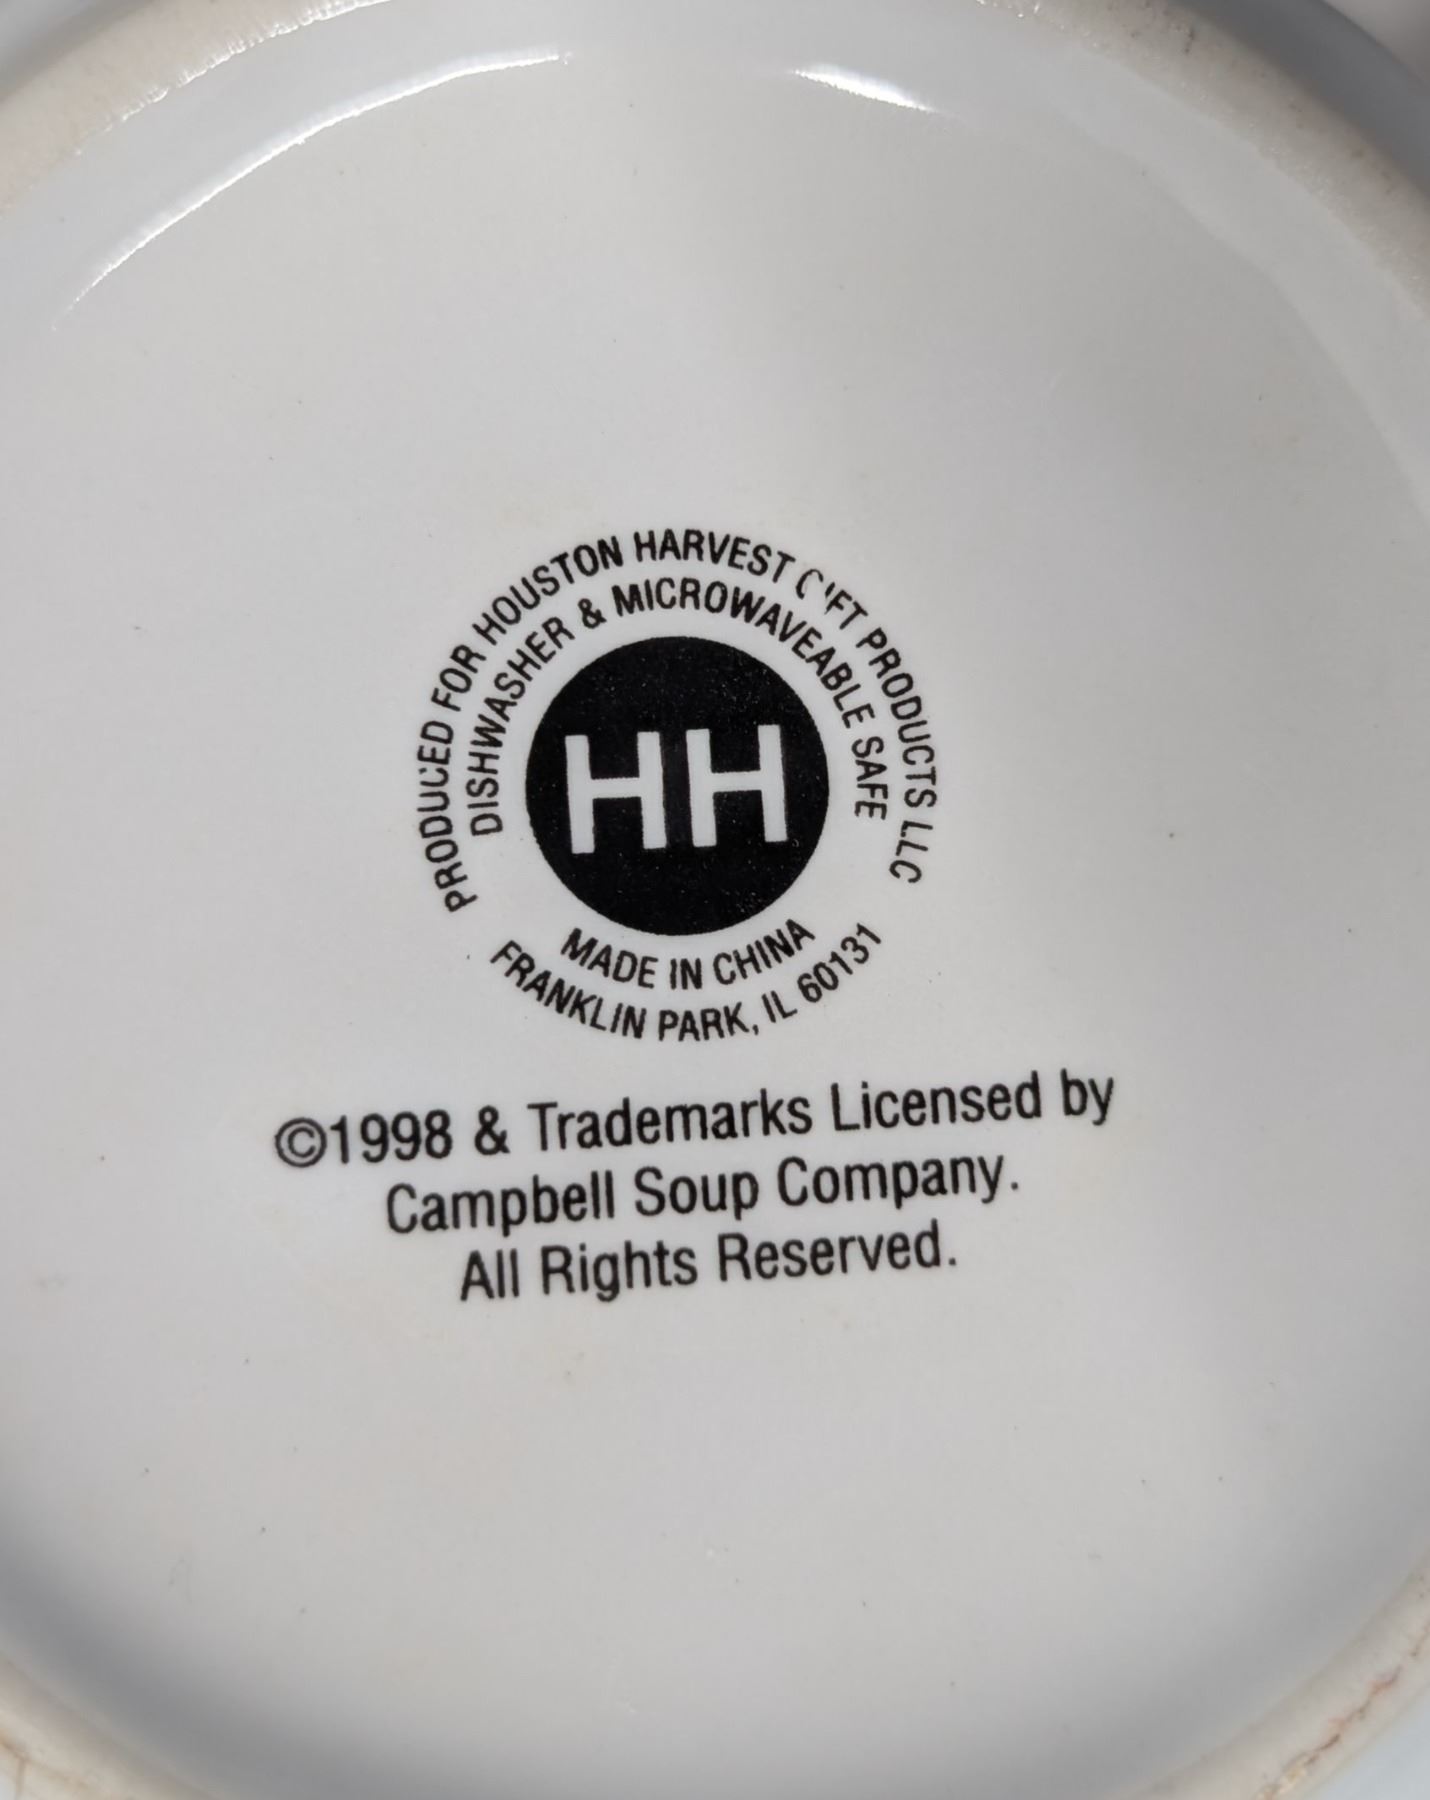 PRODUCED FOR HOUSTON HARVEST GIFT PRODUCTS LLC
DISHWASHER & MICROWAVEABLE SAFE
HH
MADE IN CHINA
FRANKLIN PARK, IL 60131
©1998 & Trademarks Licensed by
Campbell Soup Company.
All Rights Reserved.